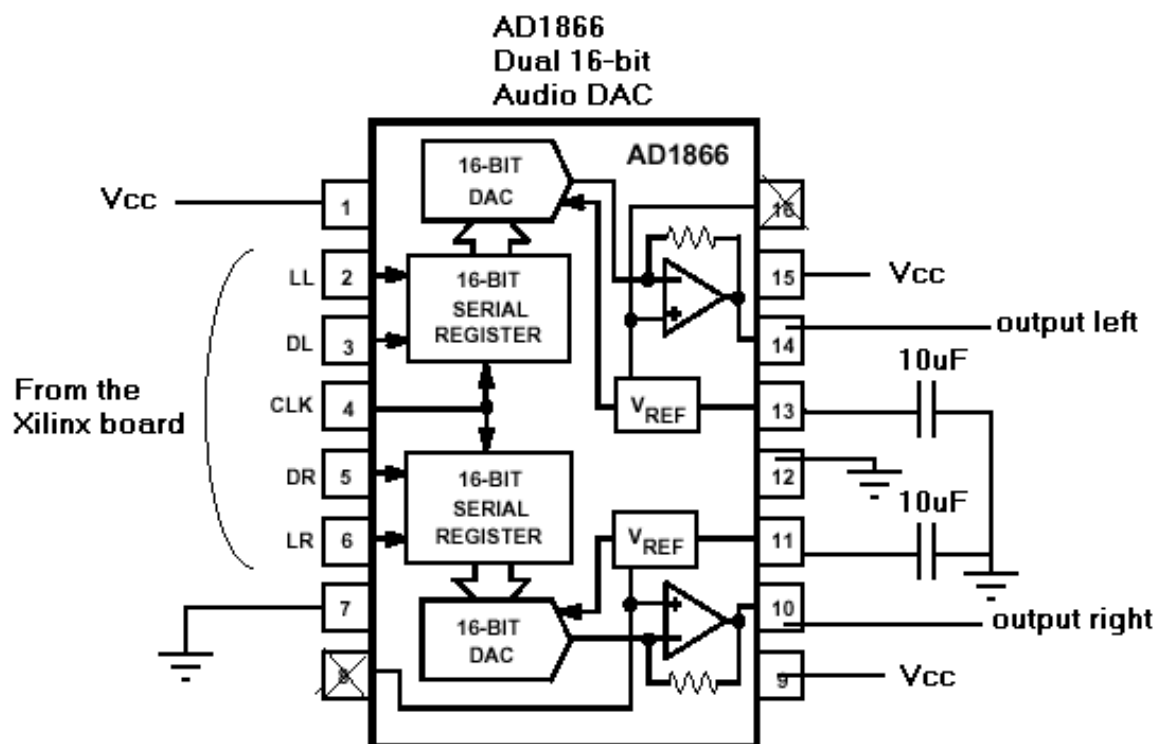 AD1866
Dual 16-bit
Audio DAC
AD1866
16-BIT
DAC
Vcc
1
16
LL
2
16-BIT
SERIAL
REGISTER
15
Vcc
DL
3
14
output left
From the
Xilinx board
CLK
4
VREF
13
10uF
DR
5
16-BIT
SERIAL
REGISTER
12
LR
6
VREF
11
10uF
7
10
output right
16-BIT
DAC
8
9
Vcc